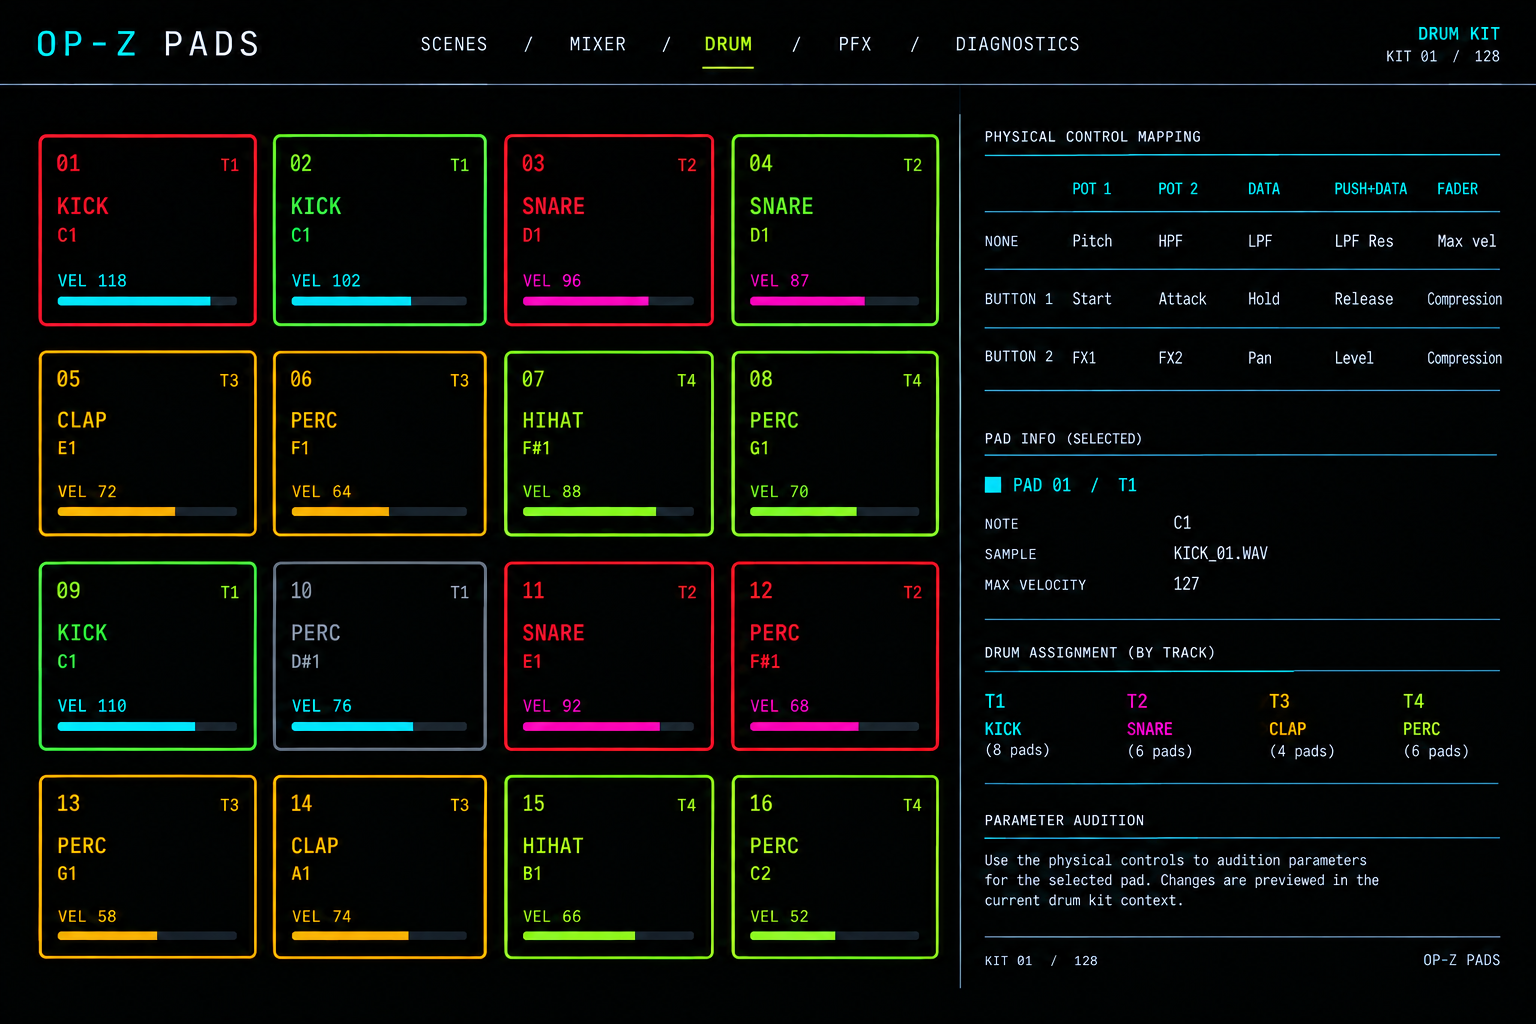 OP-Z PADS
SCENES / MIXER / DRUM / PFX / DIAGNOSTICS
DRUM KIT
KIT 01 / 128
01 T1
KICK
C1
VEL 118
02 T1
KICK
C1
VEL 102
03 T2
SNARE
D1
VEL 96
04 T2
SNARE
D1
VEL 87
05 T3
CLAP
E1
VEL 72
06 T3
PERC
F1
VEL 64
07 T4
HIHAT
F#1
VEL 88
08 T4
PERC
G1
VEL 70
09 T1
KICK
C1
VEL 110
10 T1
PERC
D#1
VEL 76
11 T2
SNARE
E1
VEL 92
12 T2
PERC
F#1
VEL 68
13 T3
PERC
G1
VEL 58
14 T3
CLAP
A1
VEL 74
15 T4
HIHAT
B1
VEL 66
16 T4
PERC
C2
VEL 52
PHYSICAL CONTROL MAPPING
POT 1 POT 2 DATA PUSH+DATA FADER
NONE Pitch HPF LPF LPF Res Max vel
BUTTON 1 Start Attack Hold Release Compression
BUTTON 2 FX1 FX2 Pan Level Compression
PAD INFO (SELECTED)
PAD 01 / T1
NOTE C1
SAMPLE KICK_01.WAV
MAX VELOCITY 127
DRUM ASSIGNMENT (BY TRACK)
T1 T2 T3 T4
KICK SNARE CLAP PERC
(8 pads) (6 pads) (4 pads) (6 pads)
PARAMETER AUDITION
Use the physical controls to audition parameters
for the selected pad. Changes are previewed in the
current drum kit context.
KIT 01 / 128 OP-Z PADS